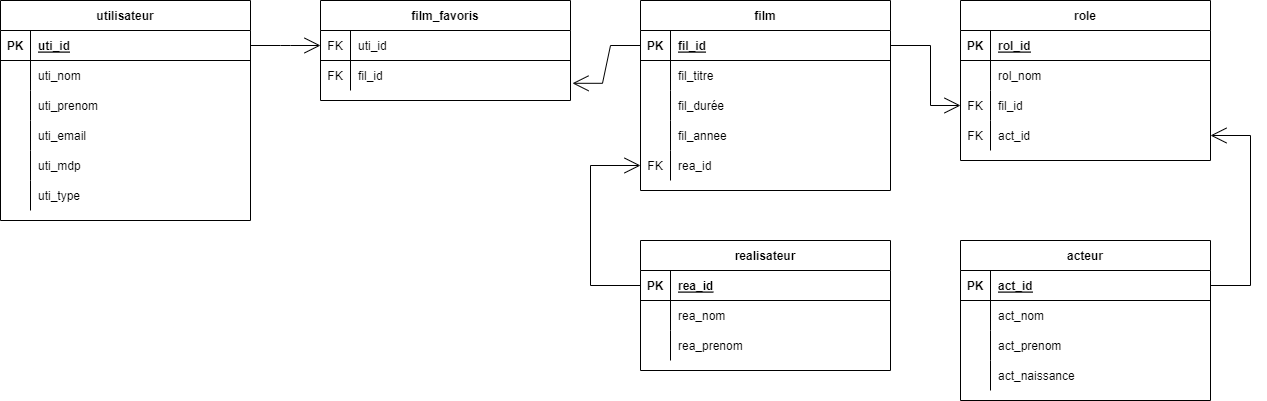 utilisateur
PK uti_id
uti_nom
uti_prenom
uti_email
uti_mdp
uti_type
film_favoris
FK uti_id
FK fil_id
film
PK fil_id
fil_titre
fil_durée
fil_annee
FK rea_id
role
PK rol_id
rol_nom
FK fil_id
FK act_id
realisateur
PK rea_id
rea_nom
rea_prenom
acteur
PK act_id
act_nom
act_prenom
act_naissance